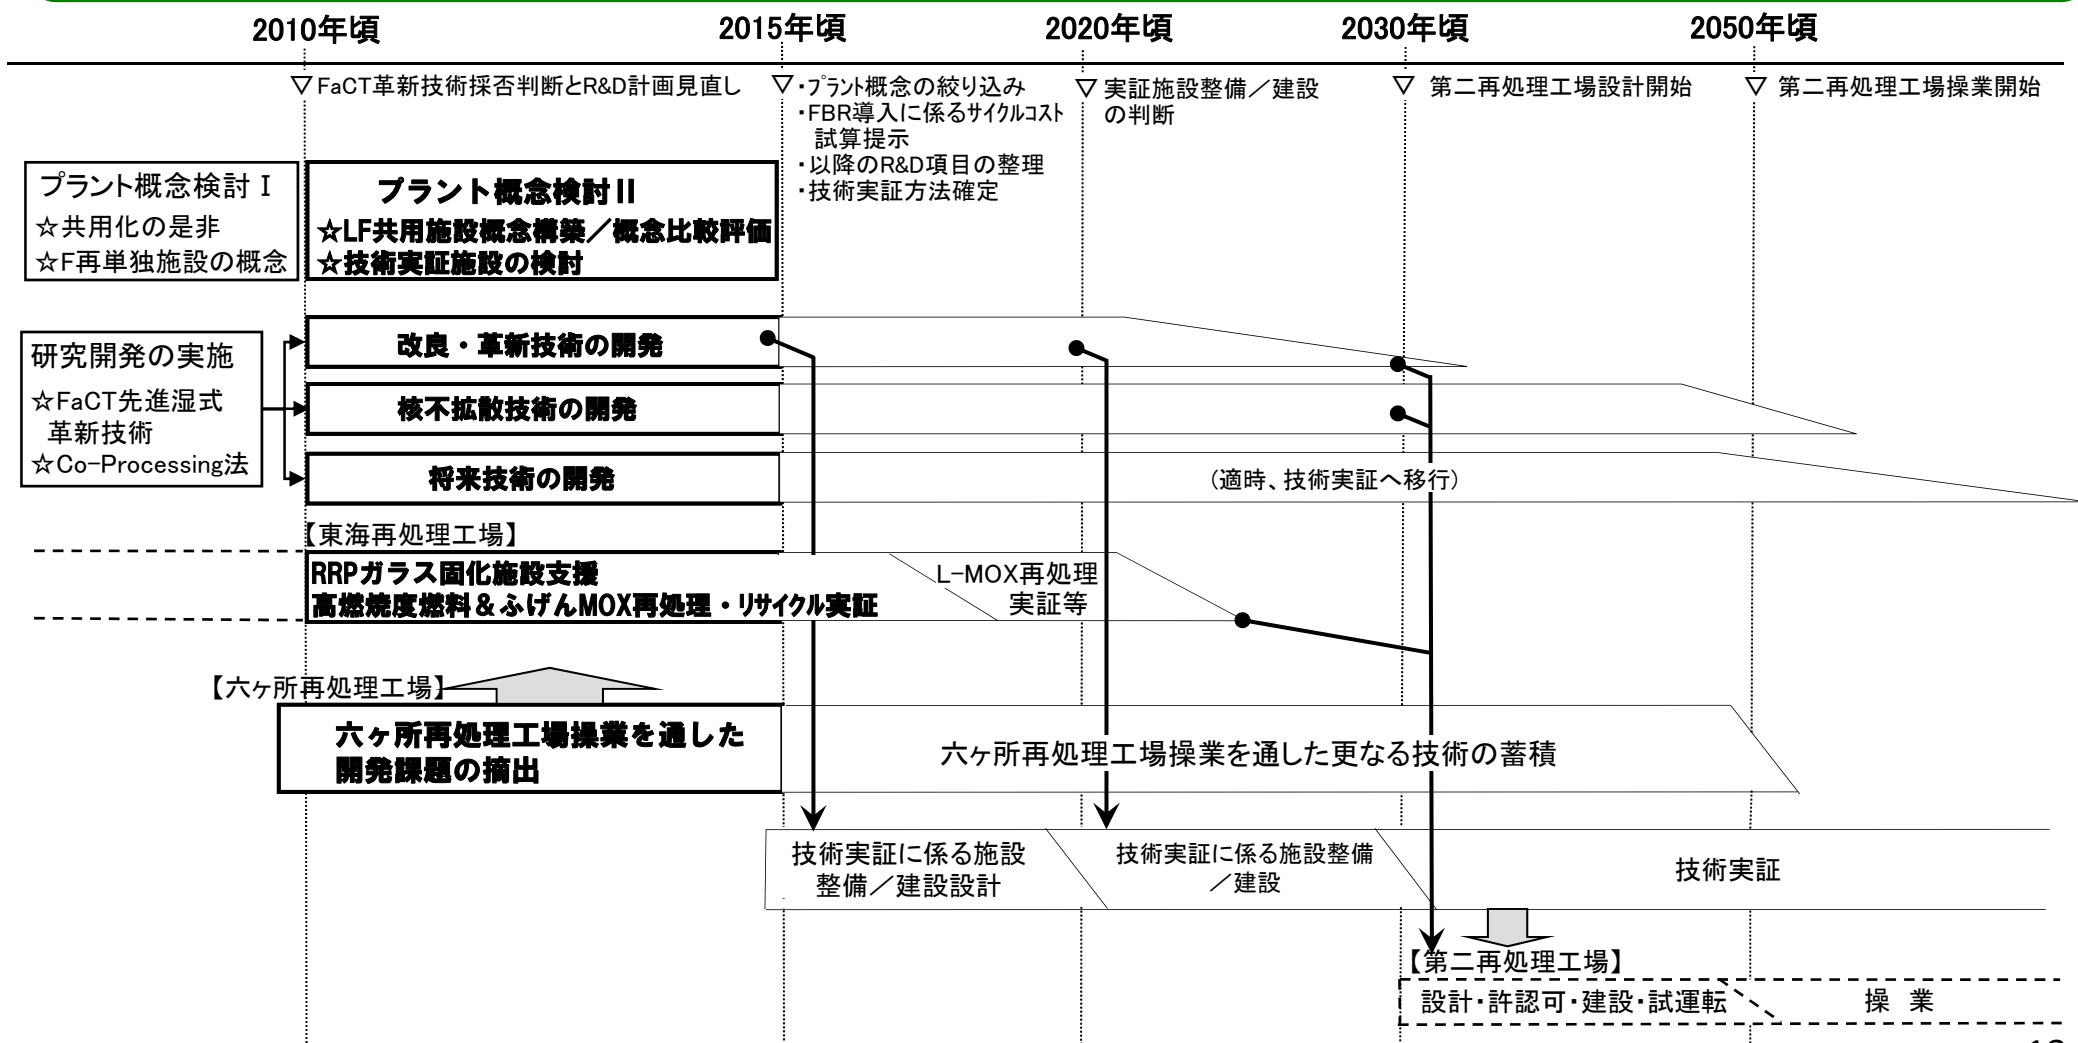 2010年頃
2015年頃
2020年頃
2030年頃
2050年頃
▽FaCT革新技術採否判断とR&D計画見直し
▽・プラント概念の絞り込み
・FBR導入に係るサイクルコスト
試算提示
・以降のR&D項目の整理
・技術実証方法確定
▽実証施設整備／建設
の判断
▽ 第二再処理工場設計開始
▽ 第二再処理工場操業開始
プラント概念検討Ⅰ
☆共用化の是非
☆F再単独施設の概念
プラント概念検討Ⅱ
☆LF共用施設概念構築／概念比較評価
☆技術実証施設の検討
研究開発の実施
☆FaCT先進湿式
革新技術
☆Co-Processing法
改良・革新技術の開発
核不拡散技術の開発
将来技術の開発
(適時、技術実証へ移行)
【東海再処理工場】
RRPガラス固化施設支援
高燃焼度燃料＆ふげんMOX再処理・リサイクル実証
L-MOX再処理
実証等
【六ヶ所再処理工場】
六ヶ所再処理工場操業を通した
開発課題の摘出
六ヶ所再処理工場操業を通した更なる技術の蓄積
技術実証に係る施設
整備／建設設計
技術実証に係る施設整備
／建設
技術実証
【第二再処理工場】
設計・許認可・建設・試運転
操 業